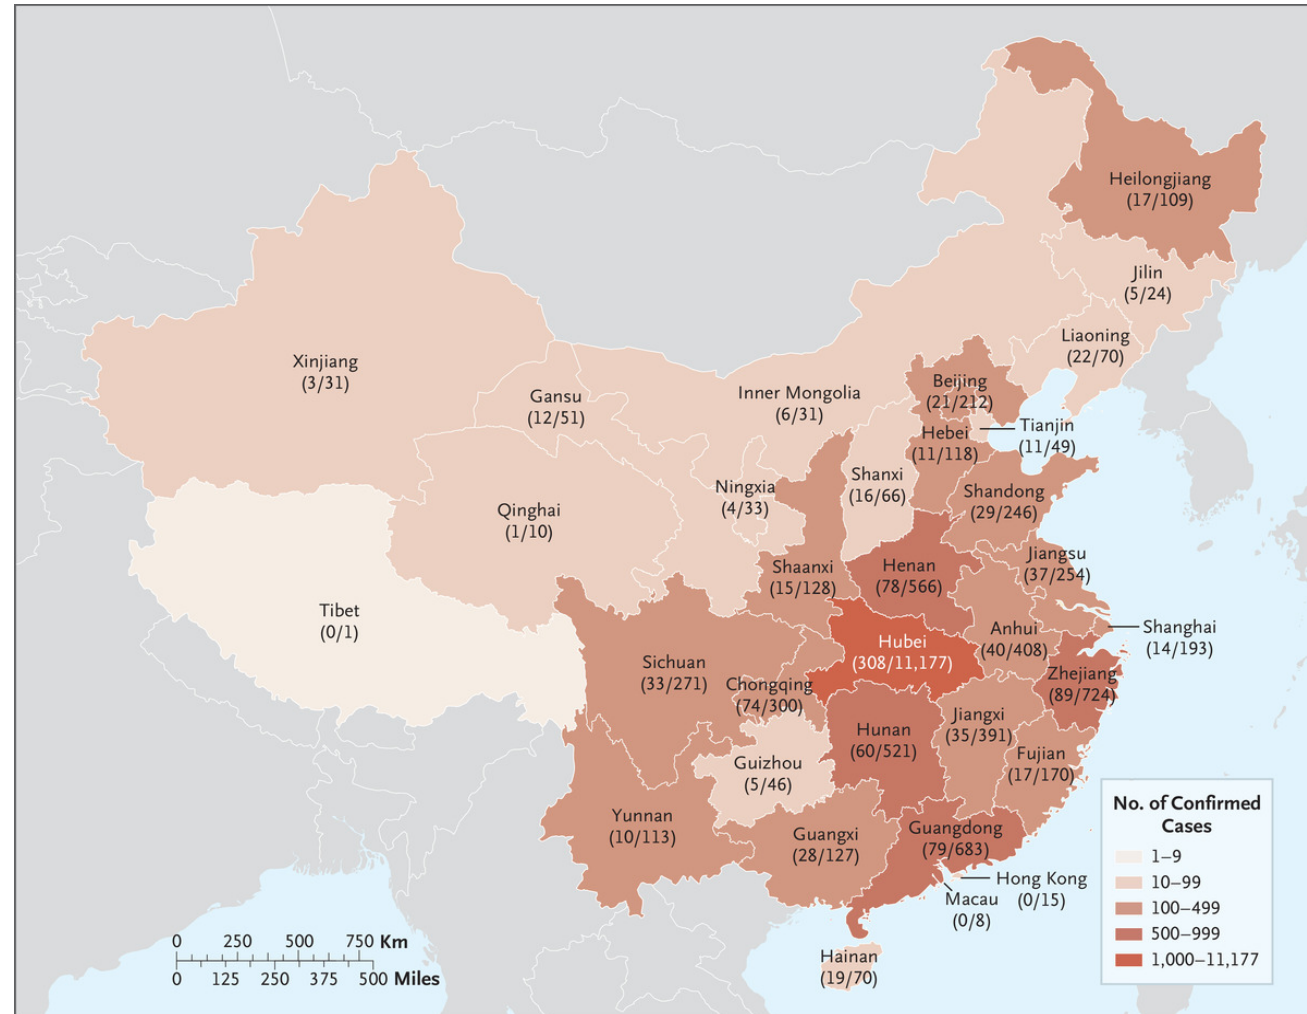 Heilongjiang
(17/109)
Jilin
(5/24)
Liaoning
(22/70)
Xinjiang
(3/31)
Gansu
(12/51)
Inner Mongolia
(6/31)
Beijing
(21/212)
Tianjin
(11/49)
Hebei
(11/118)
Shanxi
(16/66)
Ningxia
(4/33)
Shandong
(29/246)
Qinghai
(1/10)
Shaanxi
(15/128)
Henan
(78/566)
Jiangsu
(37/254)
Tibet
(0/1)
Hubei
(308/11,177)
Anhui
(40/408)
Shanghai
(14/193)
Sichuan
(33/271)
Chongqing
(74/300)
Zhejiang
(89/724)
Hunan
(60/521)
Jiangxi
(35/391)
Guizhou
(5/46)
Fujian
(17/170)
Yunnan
(10/113)
Guangxi
(28/127)
Guangdong
(79/683)
Hong Kong
(0/15)
Macau
(0/8)
Hainan
(19/70)
No. of Confirmed
Cases
1–9
10–99
100–499
500–999
1,000–11,177
0 250 500 750 Km
0 125 250 375 500 Miles